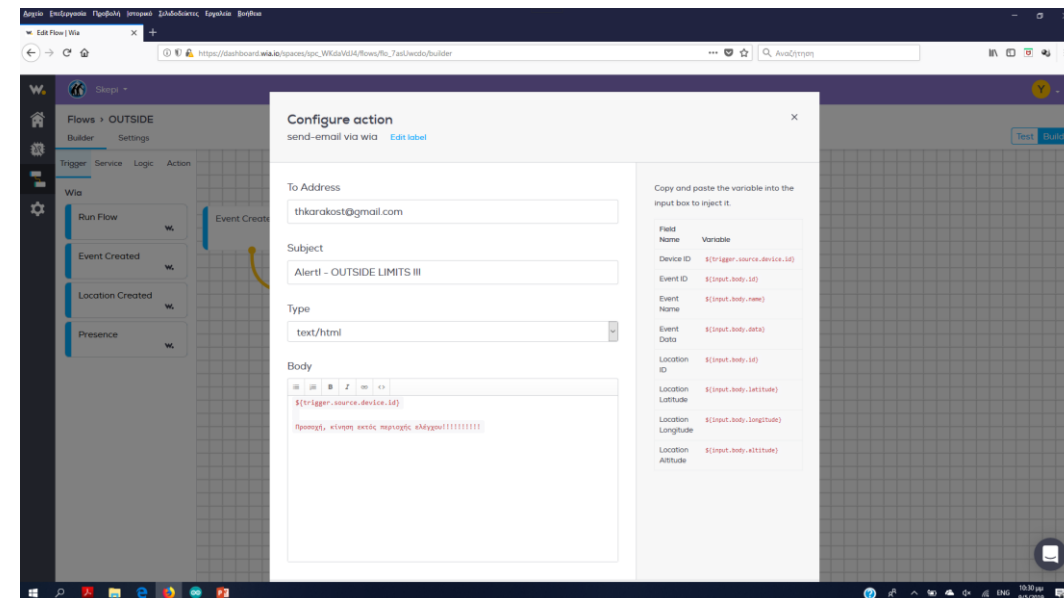 Αρχείο Επεξεργασία Προβολή Ιστορικό Σελιδοδείκτες Εργαλεία Βοήθεια
w. Edit Flow | Wia
https://dashboard.wia.io/spaces/spc_WKdaVdJ4/flows/flo_7asUwcdo/builder
Αναζήτηση
w.
Skepi
Y
Flows > OUTSIDE
Builder Settings
Test Build
Trigger Service Logic Action
Wia
Run Flow
w.
Event Created
w.
Location Created
w.
Presence
w.
Event Create
Configure action
send-email via wia Edit label
To Address
thkarakost@gmail.com
Subject
Alert! - OUTSIDE LIMITS !!!
Type
text/html
Body
B I
${trigger.source.device.id}
Προσοχή, κίνηση εκτός περιοχής ελέγχου!!!!!!!!!!
Copy and paste the variable into the
input box to inject it.
Field
Name Variable
Device ID ${trigger.source.device.id}
Event ID ${input.body.id}
Event
Name ${input.body.name}
Event
Data ${input.body.data}
Location
ID ${input.body.id}
Location
Latitude ${input.body.latitude}
Location
Longitude ${input.body.longitude}
Location
Altitude ${input.body.altitude}
ENG
10:30 μμ